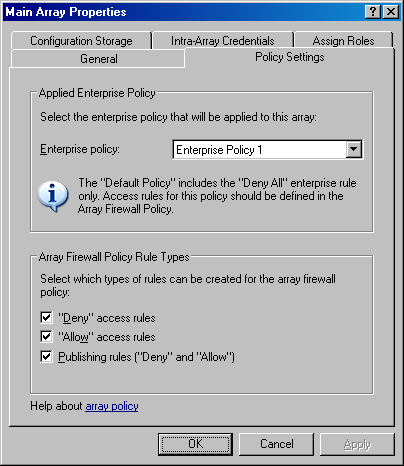 Main Array Properties
Configuration Storage
Intra-Array Credentials
Assign Roles
General
Policy Settings
Applied Enterprise Policy
Select the enterprise policy that will be applied to this array:
Enterprise policy:
Enterprise Policy 1
The "Default Policy" includes the "Deny All" enterprise rule
only. Access rules for this policy should be defined in the
Array Firewall Policy.
Array Firewall Policy Rule Types
Select which types of rules can be created for the array firewall
policy:
"Deny" access rules
"Allow" access rules
Publishing rules ("Deny" and "Allow")
Help about array policy
OK
Cancel
Apply